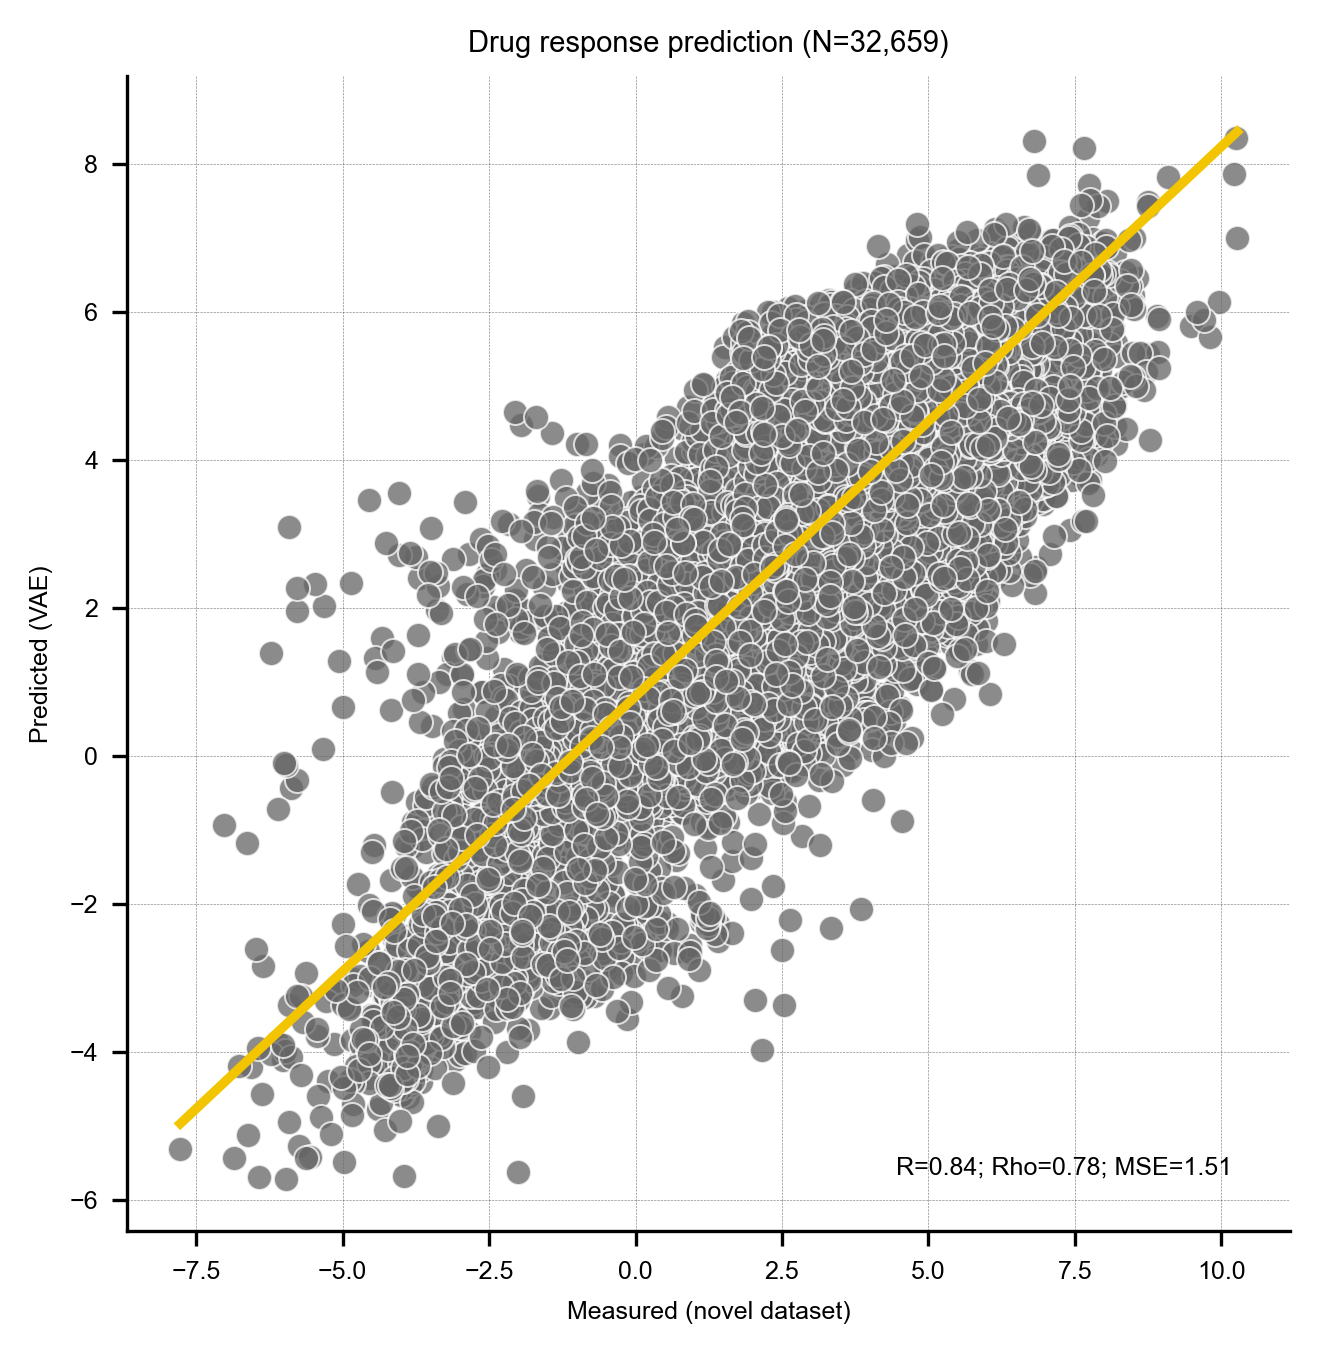 Drug response prediction (N=32,659)
8
6
4
2
0
−2
−4
−6
Predicted (VAE)
R=0.84; Rho=0.78; MSE=1.51
−7.5 −5.0 −2.5 0.0 2.5 5.0 7.5 10.0
Measured (novel dataset)